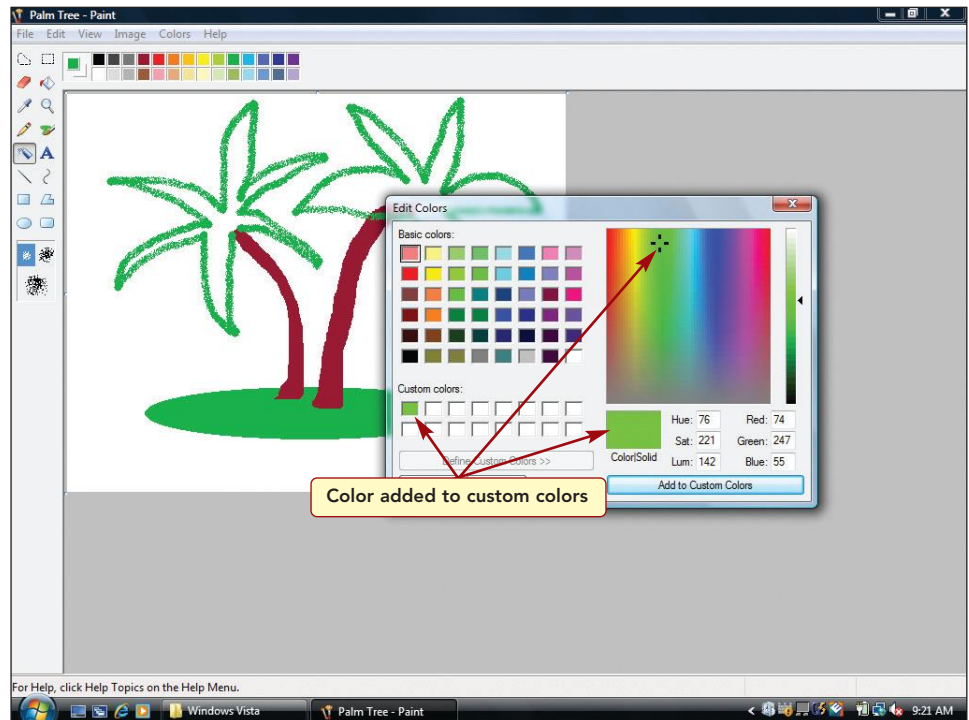 Palm Tree - Paint
File Edit View Image Colors Help
A
Edit Colors
Basic colors:
Custom colors:
Define Custom Colors >>
Color|Solid
Hue: 76
Sat: 221
Lum: 142
Red: 74
Green: 247
Blue: 55
Add to Custom Colors
Color added to custom colors
For Help, click Help Topics on the Help Menu.
Windows Vista
Palm Tree - Paint
9:21 AM